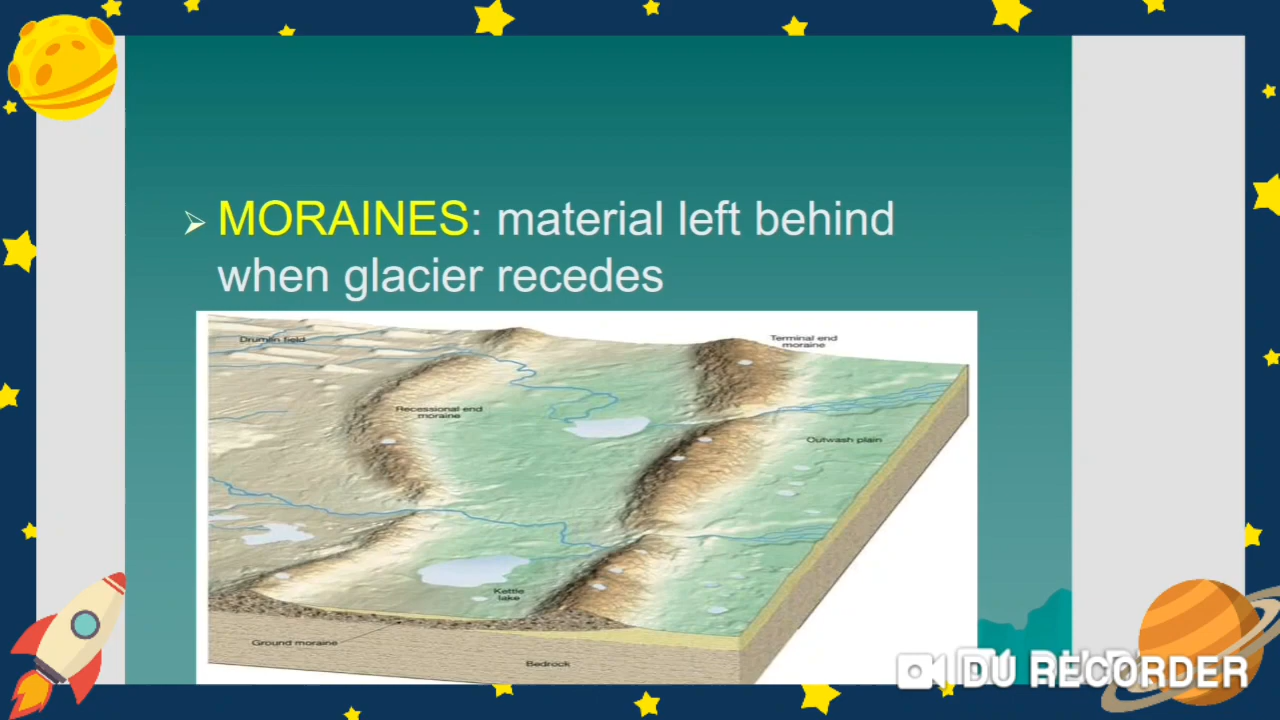 MORAINES: material left behind
when glacier recedes
Drumlin field
Terminal end
moraine
Recessional end
moraine
Outwash plain
Kettle
lake
Ground moraine
Bedrock
DU RECORDER